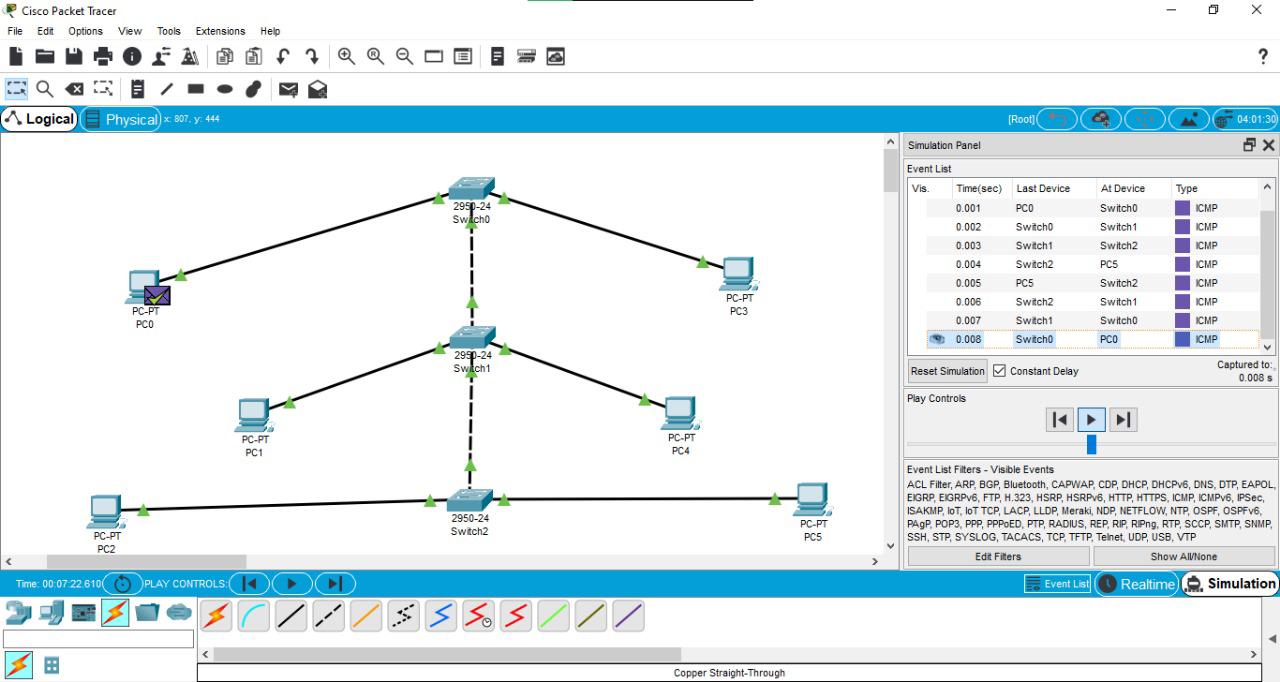 Cisco Packet Tracer
File Edit Options View Tools Extensions Help
?
Logical Physical x: 807, y: 444 [Root] 04:01:30
2950-24
Switch0
PC-PT
PC0
PC-PT
PC3
2950-24
Switch1
PC-PT
PC1
PC-PT
PC4
2950-24
Switch2
PC-PT
PC2
PC-PT
PC5
Simulation Panel
Event List
Vis. Time(sec) Last Device At Device Type
0.001 PC0 Switch0 ICMP
0.002 Switch0 Switch1 ICMP
0.003 Switch1 Switch2 ICMP
0.004 Switch2 PC5 ICMP
0.005 PC5 Switch2 ICMP
0.006 Switch2 Switch1 ICMP
0.007 Switch1 Switch0 ICMP
0.008 Switch0 PC0 ICMP
Reset Simulation Constant Delay Captured to:
0.008 s
Play Controls
Event List Filters - Visible Events
ACL Filter, ARP, BGP, Bluetooth, CAPWAP, CDP, DHCP, DHCPv6, DNS, DTP, EAPOL,
EIGRP, EIGRPv6, FTP, H.323, HSRP, HSRPv6, HTTP, HTTPS, ICMP, ICMPv6, IPSec,
ISAKMP, IoT, IoT TCP, LACP, LLDP, Meraki, NDP, NETFLOW, NTP, OSPF, OSPFv6,
PAgP, POP3, PPP, PPPoED, PTP, RADIUS, REP, RIP, RIPng, RTP, SCCP, SMTP, SNMP,
SSH, STP, SYSLOG, TACACS, TCP, TFTP, Telnet, UDP, USB, VTP
Edit Filters Show All/None
Time: 00:07:22.610 PLAY CONTROLS: Event List Realtime Simulation
Copper Straight-Through